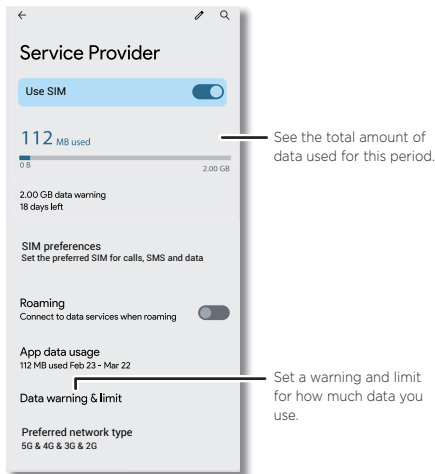 Service Provider
Use SIM
112 MB used
0 B
2.00 GB
2.00 GB data warning
18 days left
SIM preferences
Set the preferred SIM for calls, SMS and data
Roaming
Connect to data services when roaming
App data usage
112 MB used Feb 23 - Mar 22
Data warning & limit
Preferred network type
5G & 4G & 3G & 2G
See the total amount of
data used for this period.
Set a warning and limit
for how much data you
use.